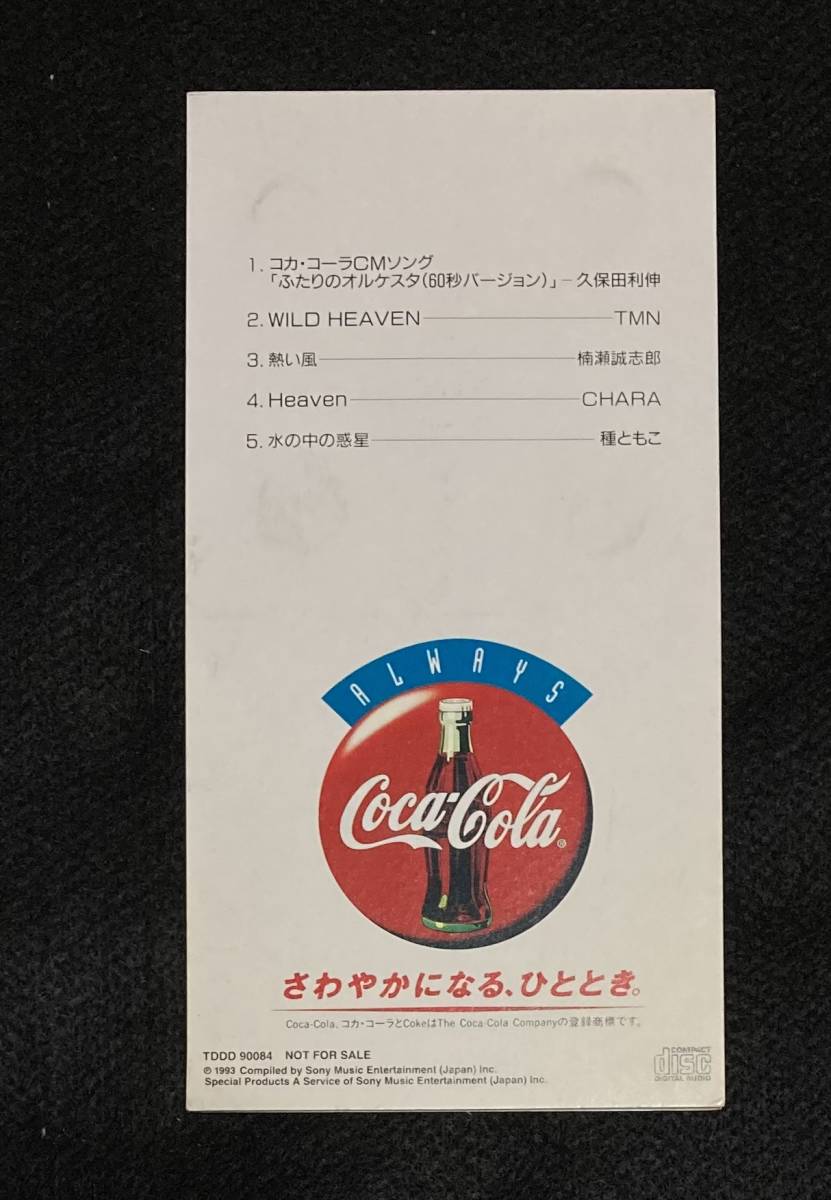 1. コカ・コーラCMソング
「ふたりのオルケスタ(60秒バージョン)」─久保田利伸
2. WILD HEAVEN─TMN
3. 熱い風─楠瀬誠志郎
4. Heaven─CHARA
5. 水の中の惑星─種ともこ
ALWAYS
Coca-Cola®
さわやかになる、ひととき。
Coca-Cola、コカ・コーラとCokeはThe Coca-Cola Companyの登録商標です。
TDDD 90084 NOT FOR SALE
℗ 1993 Compiled by Sony Music Entertainment (Japan) Inc.
Special Products A Service of Sony Music Entertainment (Japan) Inc.
COMPACT
disc
DIGITAL AUDIO